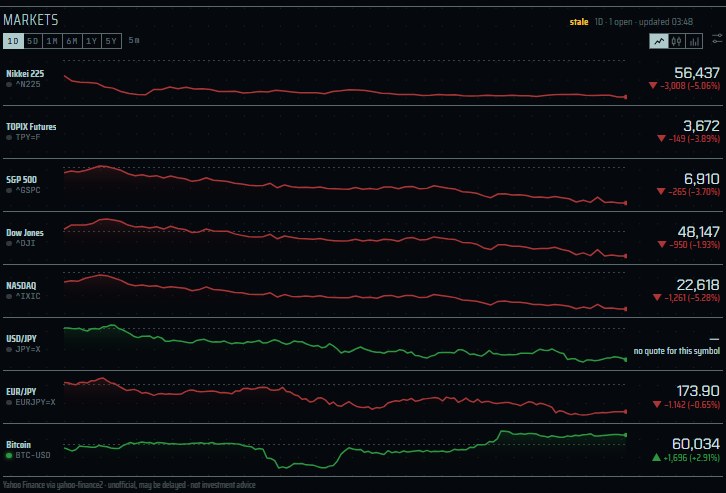 MARKETS
stale 1D · 1 open · updated 03:48
1D 5D 1M 6M 1Y 5Y 5m
Nikkei 225
^N225
56,437
▼ −3,008 (−5.06%)
TOPIX Futures
TPY=F
3,672
▼ −149 (−3.89%)
S&P 500
^GSPC
6,910
▼ −265 (−3.70%)
Dow Jones
^DJI
48,147
▼ −950 (−1.93%)
NASDAQ
^IXIC
22,618
▼ −1,261 (−5.28%)
USD/JPY
JPY=X
—
no quote for this symbol
EUR/JPY
EURJPY=X
173.90
▼ −1.142 (−0.65%)
Bitcoin
BTC-USD
60,034
▲ +1,696 (+2.91%)
Yahoo Finance via yahoo-finance2 · unofficial, may be delayed · not investment advice